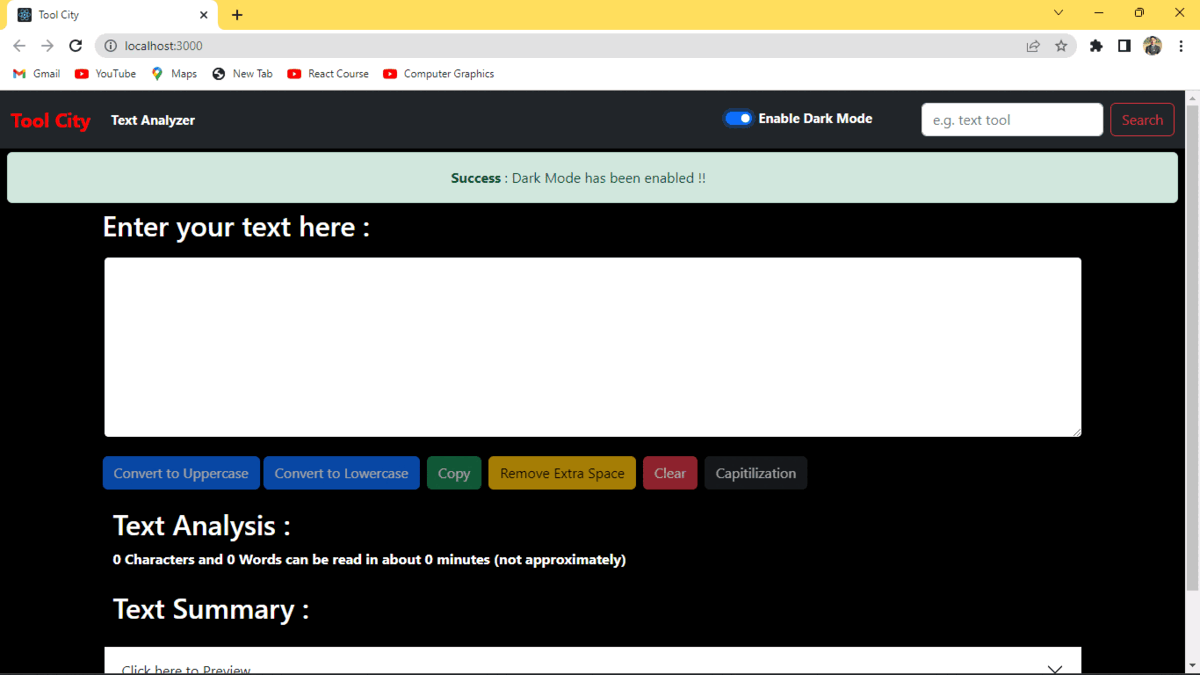 Tool City
localhost:3000
Gmail YouTube Maps New Tab React Course Computer Graphics
Tool City Text Analyzer Enable Dark Mode e.g. text tool Search
Success : Dark Mode has been enabled !!
Enter your text here :
Convert to Uppercase Convert to Lowercase Copy Remove Extra Space Clear Capitilization
Text Analysis :
0 Characters and 0 Words can be read in about 0 minutes (not approximately)
Text Summary :
Click here to Preview